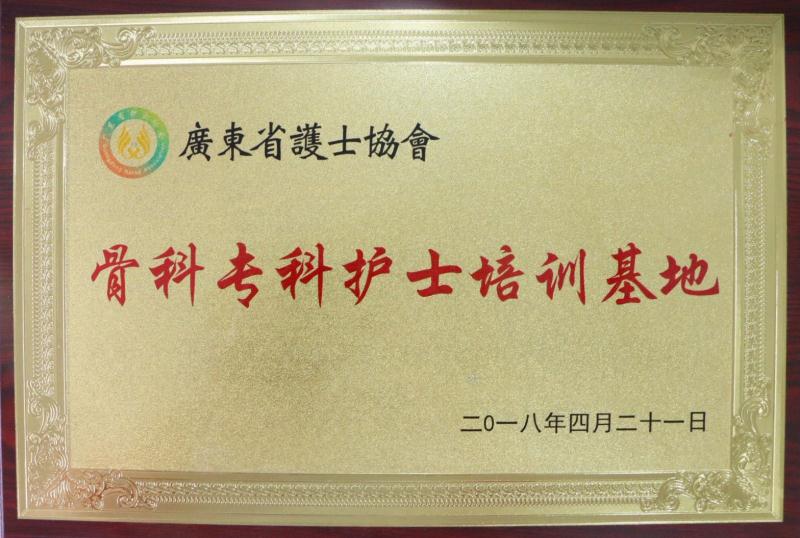 廣東省護士協會
骨科专科护士培训基地
二0一八年四月二十一日